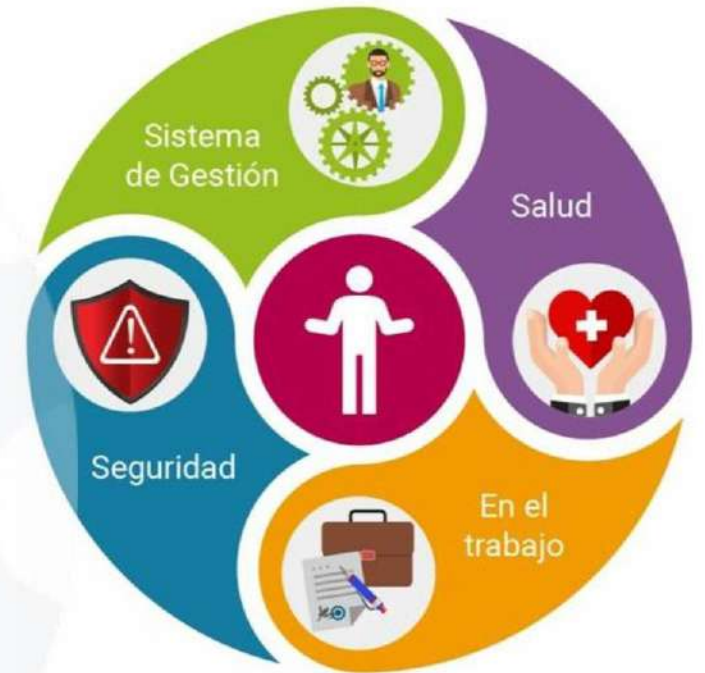 Sistema
de Gestión
Salud
Seguridad
En el
trabajo